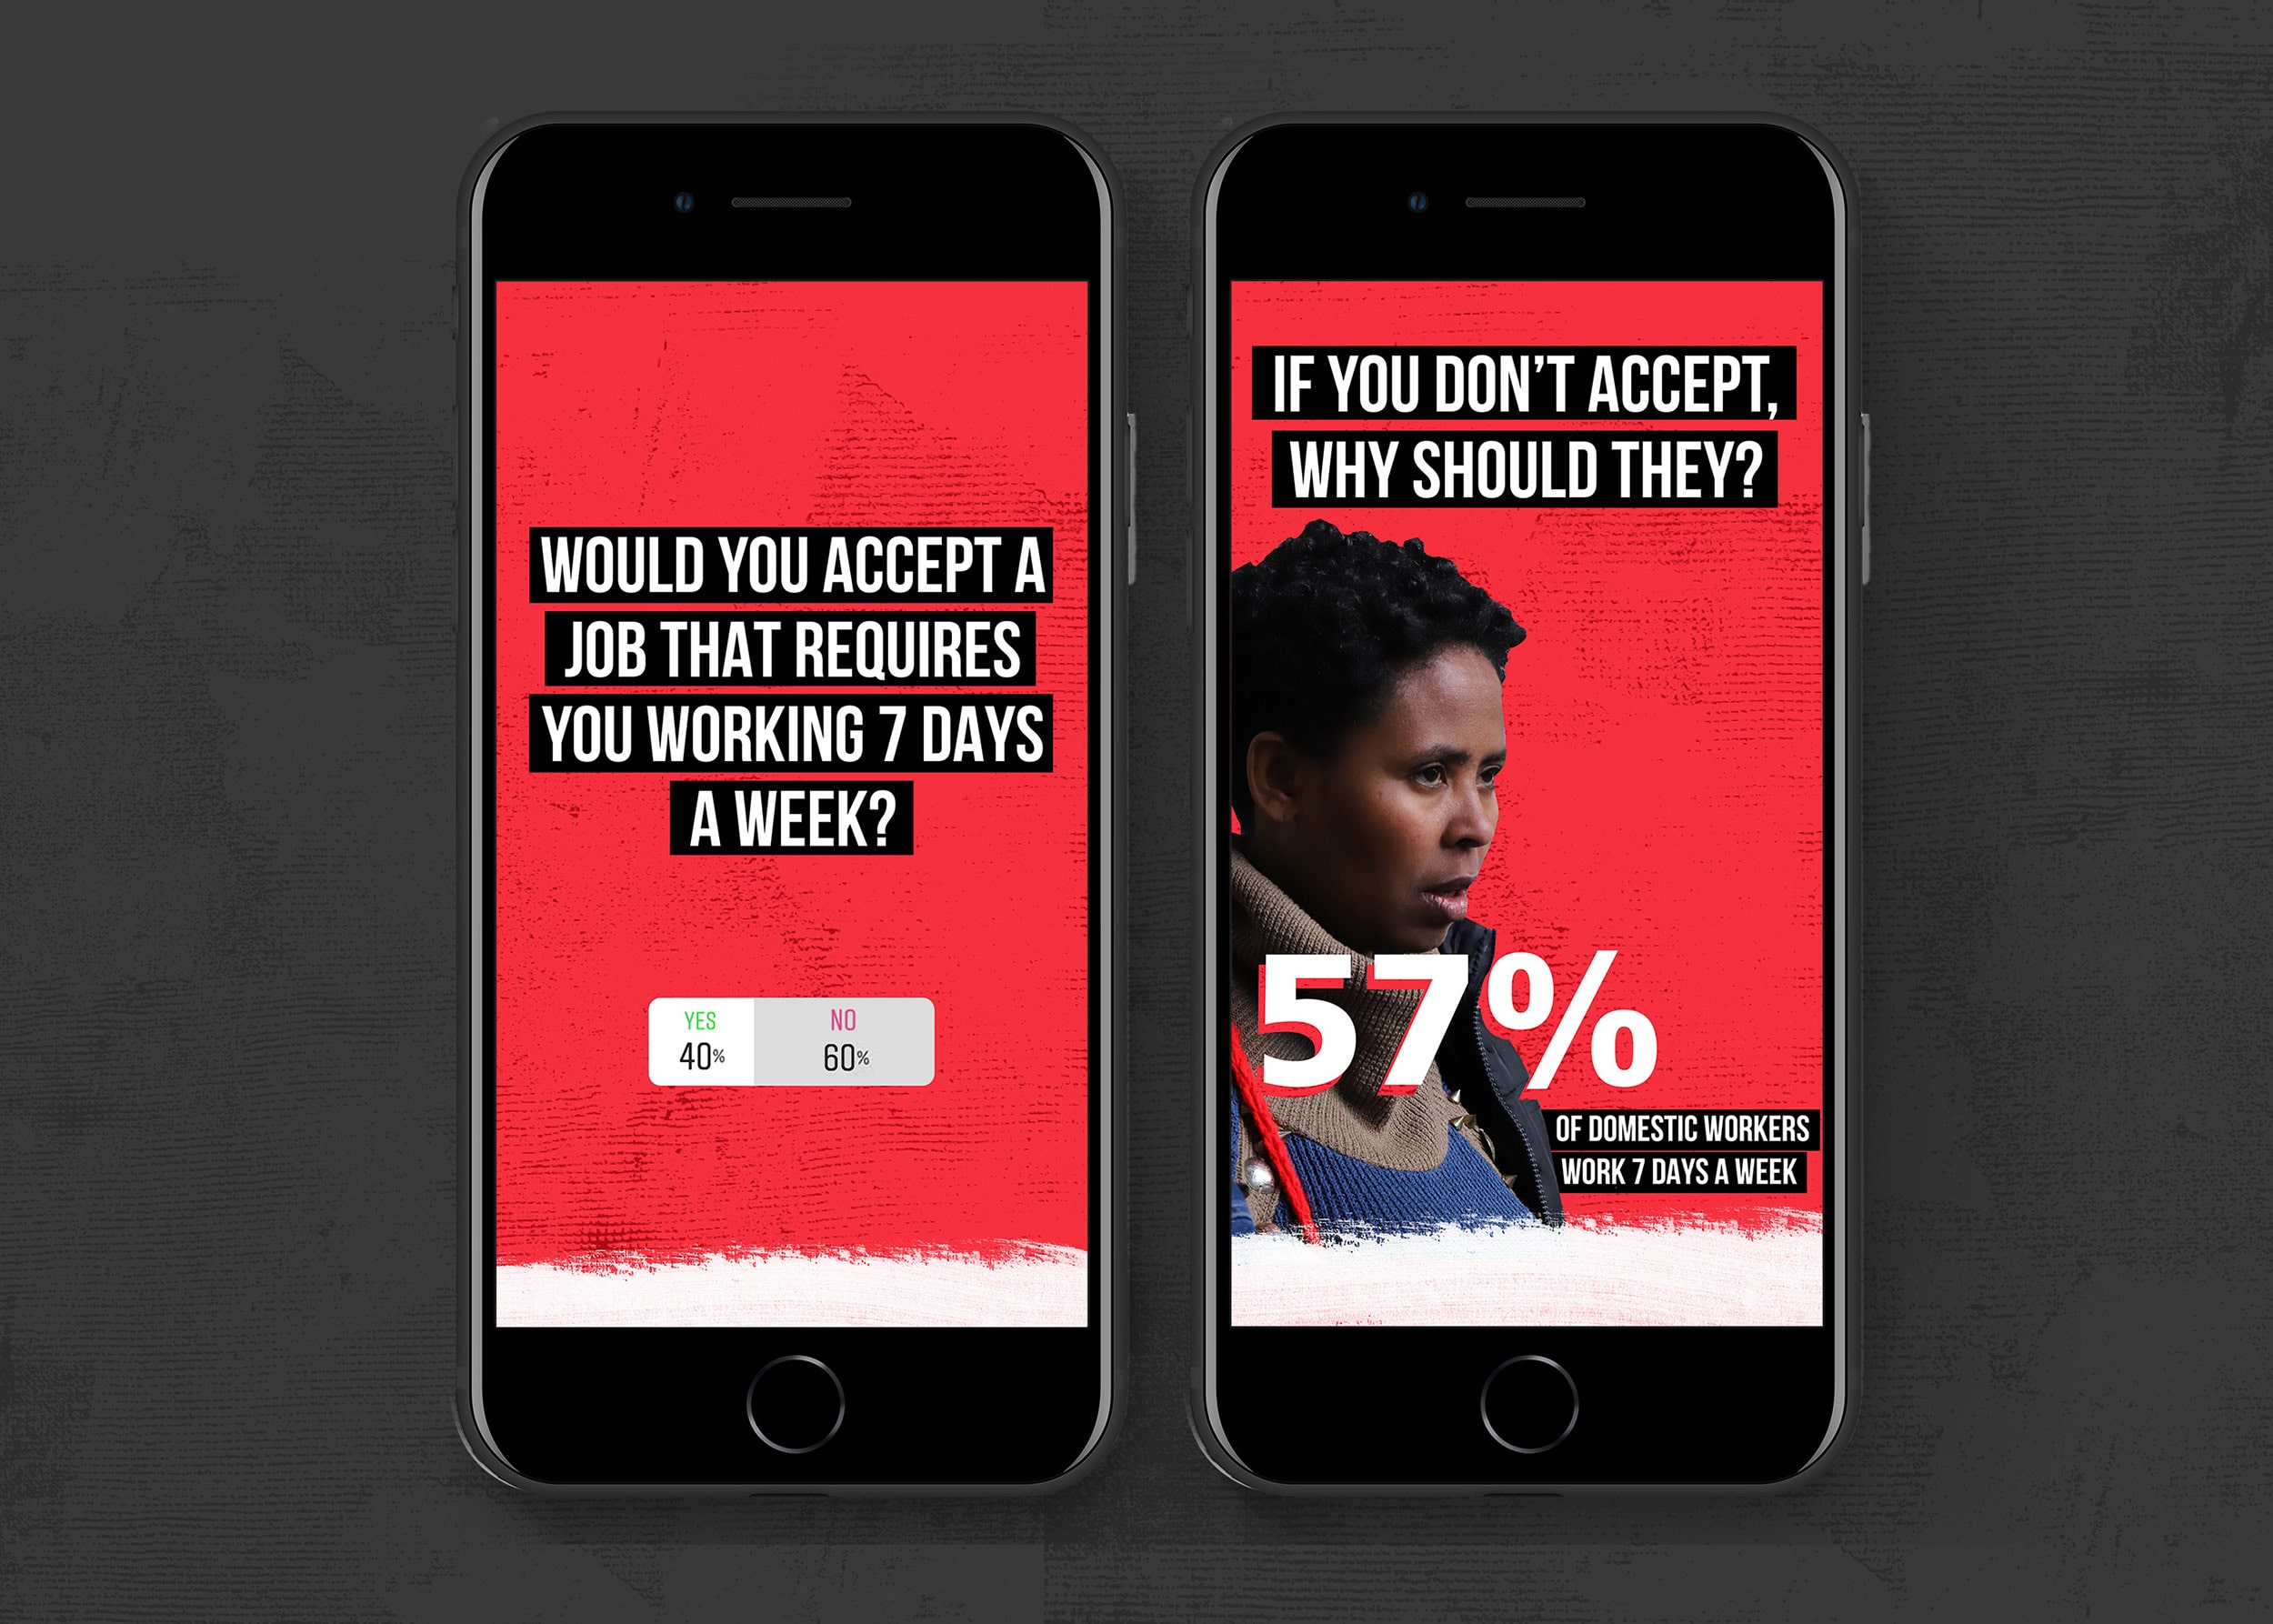 WOULD YOU ACCEPT A
JOB THAT REQUIRES
YOU WORKING 7 DAYS
A WEEK?
YES
40%
NO
60%
IF YOU DON'T ACCEPT,
WHY SHOULD THEY?
57%
OF DOMESTIC WORKERS
WORK 7 DAYS A WEEK